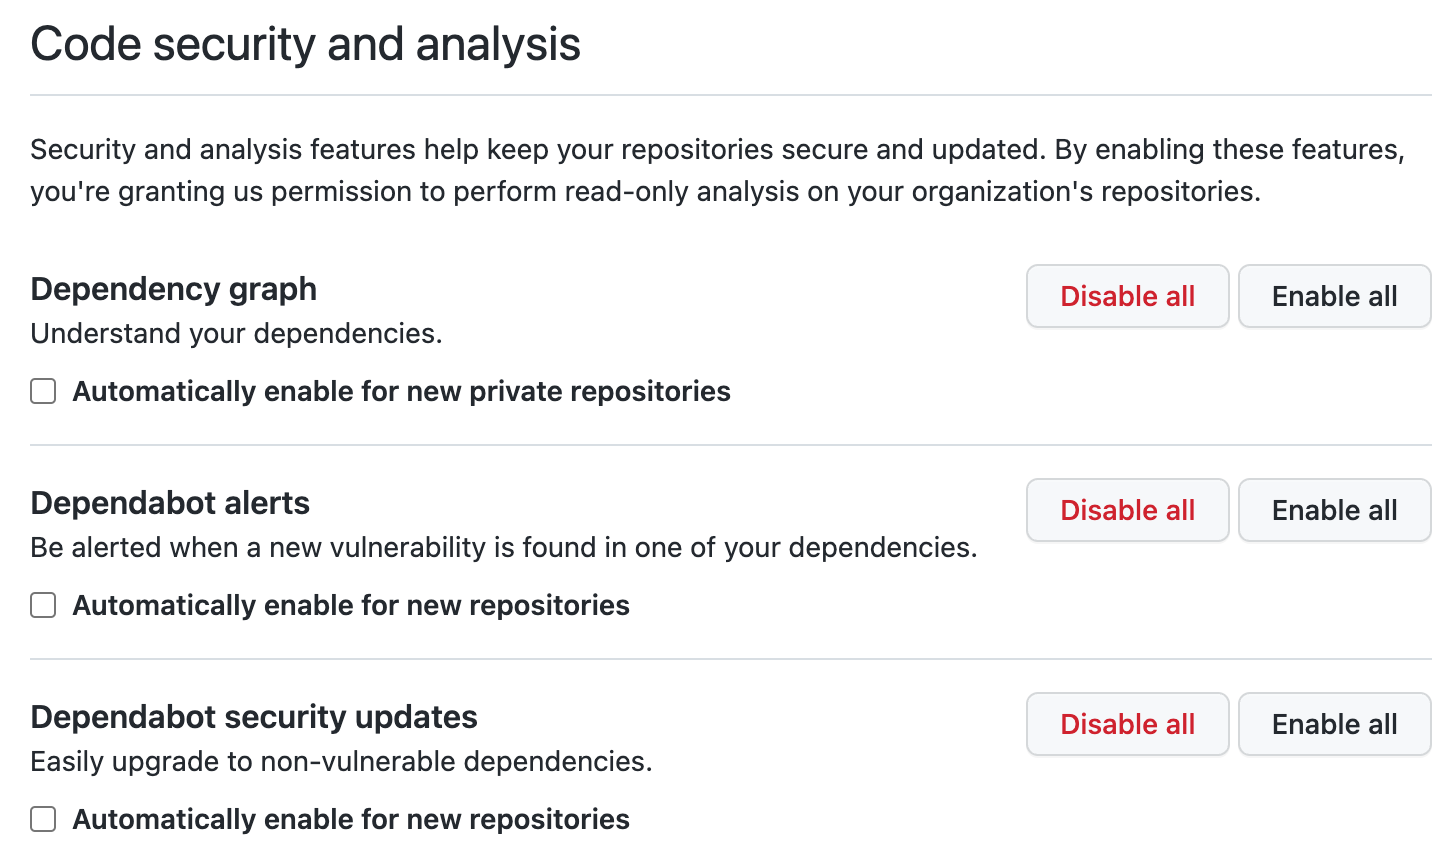 Code security and analysis
Security and analysis features help keep your repositories secure and updated. By enabling these features,
you're granting us permission to perform read-only analysis on your organization's repositories.
Dependency graph
Disable all
Enable all
Understand your dependencies.
Automatically enable for new private repositories
Dependabot alerts
Disable all
Enable all
Be alerted when a new vulnerability is found in one of your dependencies.
Automatically enable for new repositories
Dependabot security updates
Disable all
Enable all
Easily upgrade to non-vulnerable dependencies.
Automatically enable for new repositories